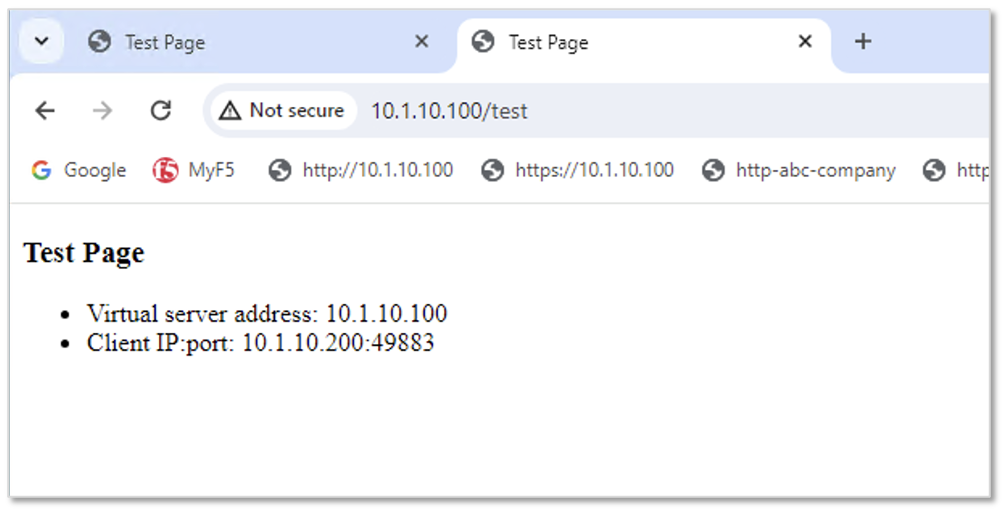 Test Page
Test Page
Not secure 10.1.10.100/test
Google MyF5 http://10.1.10.100 https://10.1.10.100 http-abc-company http
Test Page
• Virtual server address: 10.1.10.100
• Client IP:port: 10.1.10.200:49883